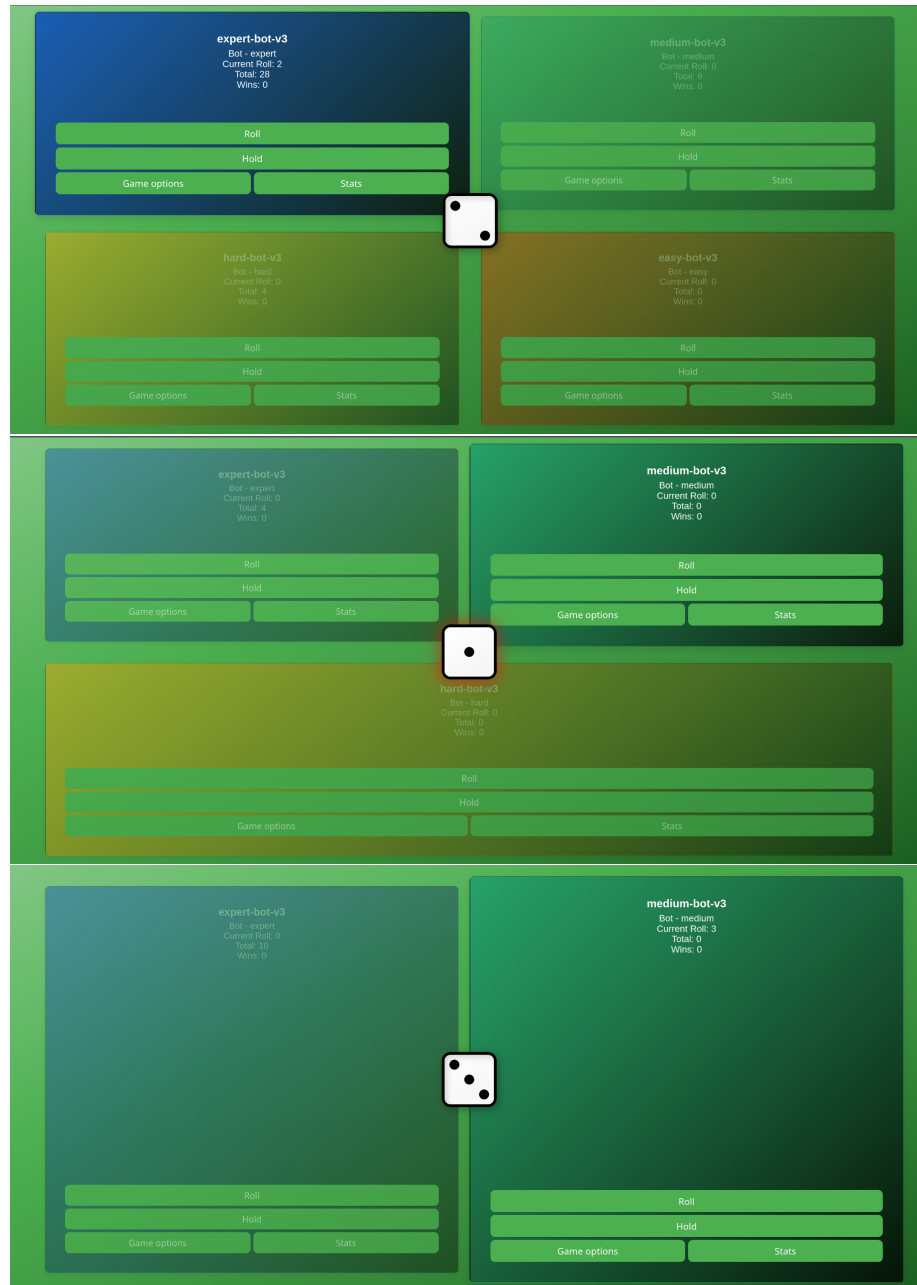 expert-bot-v3
Bot - expert
Current Roll: 2
Total: 28
Wins: 0
Roll
Hold
Game options
Stats
medium-bot-v3
Bot - medium
Current Roll: 0
Total: 9
Wins: 0
Roll
Hold
Game options
Stats
hard-bot-v3
Bot - hard
Current Roll: 0
Total: 4
Wins: 0
Roll
Hold
Game options
Stats
easy-bot-v3
Bot - easy
Current Roll: 0
Total: 0
Wins: 0
Roll
Hold
Game options
Stats
expert-bot-v3
Bot - expert
Current Roll: 0
Total: 4
Wins: 0
Roll
Hold
Game options
Stats
medium-bot-v3
Bot - medium
Current Roll: 0
Total: 0
Wins: 0
Roll
Hold
Game options
Stats
hard-bot-v3
Bot - hard
Current Roll: 0
Total: 0
Wins: 0
Roll
Hold
Game options
Stats
expert-bot-v3
Bot - expert
Current Roll: 0
Total: 10
Wins: 0
Roll
Hold
Game options
Stats
medium-bot-v3
Bot - medium
Current Roll: 3
Total: 0
Wins: 0
Roll
Hold
Game options
Stats